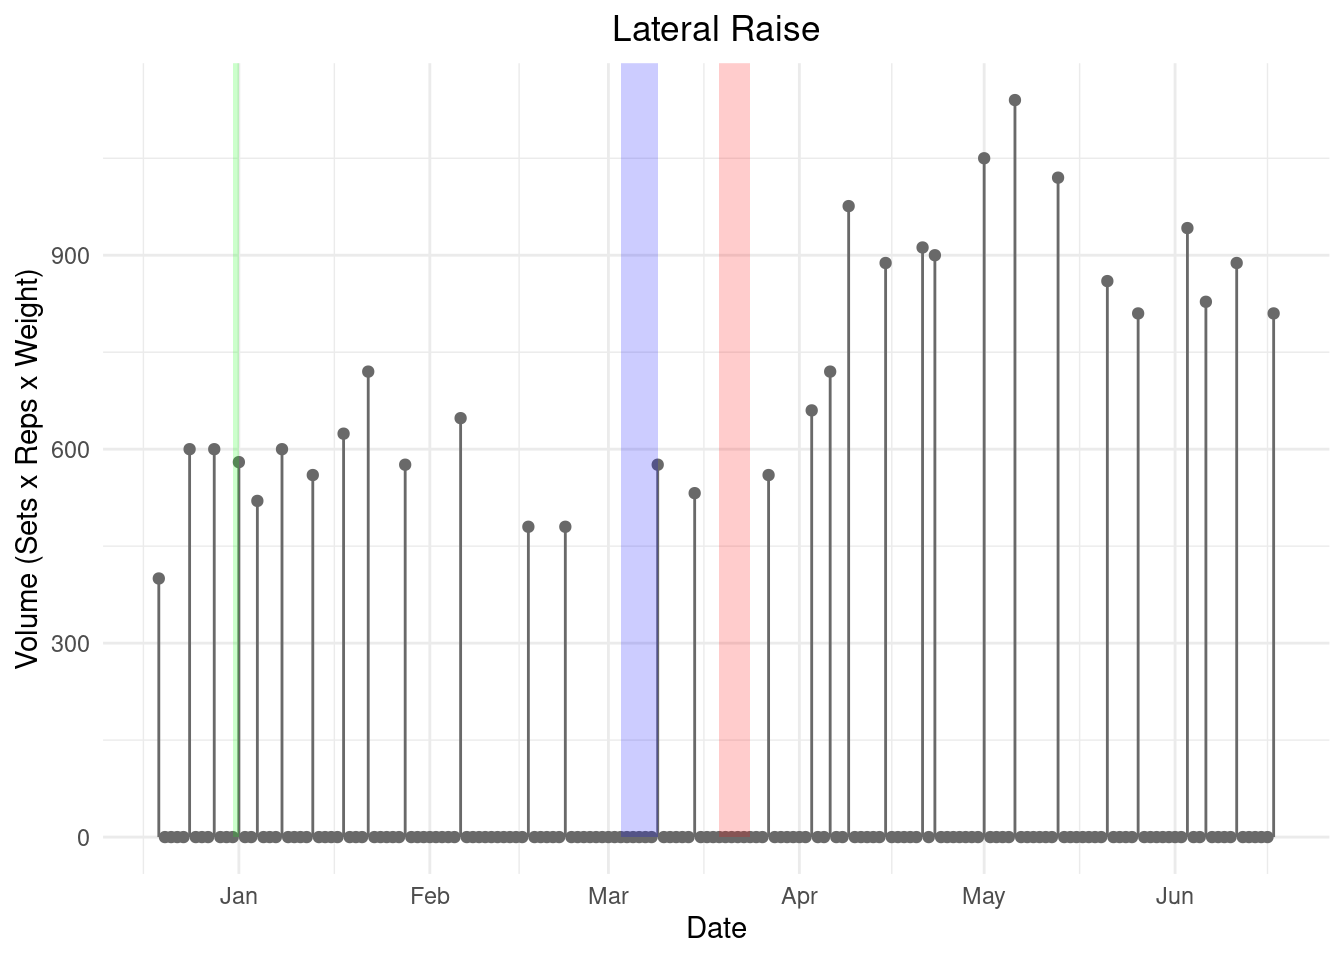 Lateral Raise
Volume (Sets x Reps x Weight)
900
600
300
0
Jan Feb Mar Apr May Jun
Date